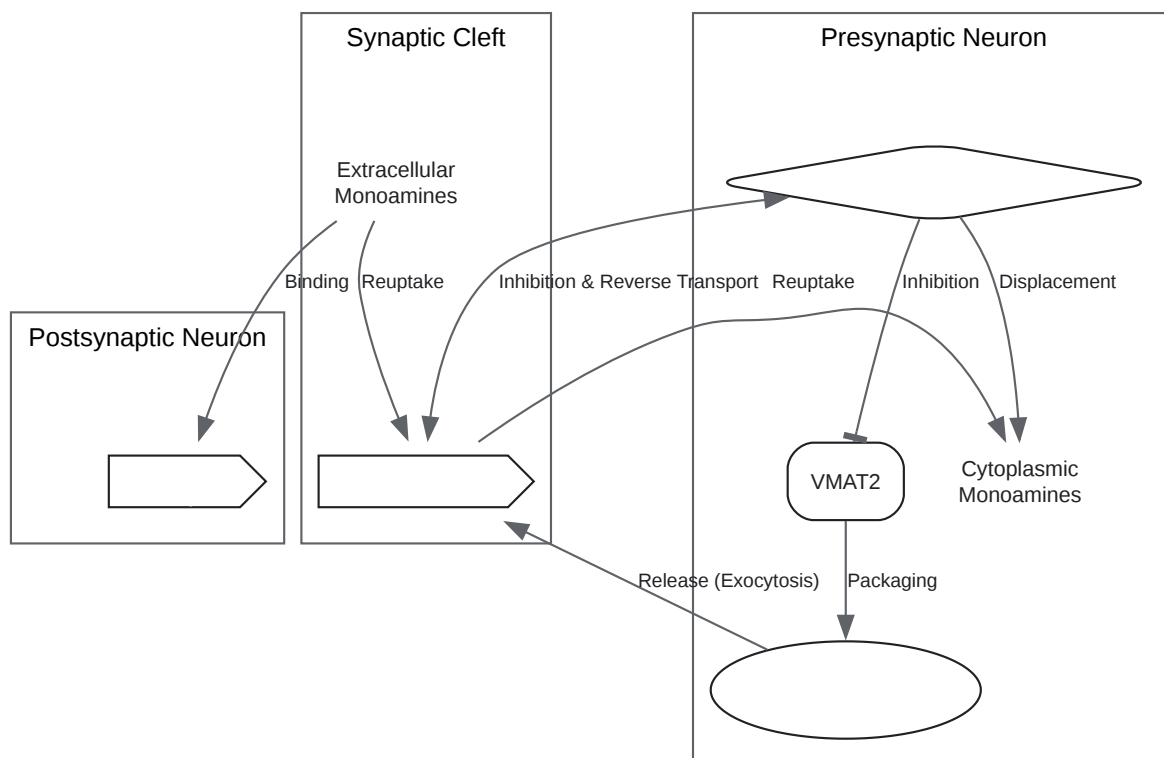 Synaptic Cleft
Presynaptic Neuron
Extracellular
Monoamines
Binding
Reuptake
Inhibition & Reverse Transport
Reuptake
Inhibition
Displacement
Postsynaptic Neuron
VMAT2
Cytoplasmic
Monoamines
Release (Exocytosis)
Packaging